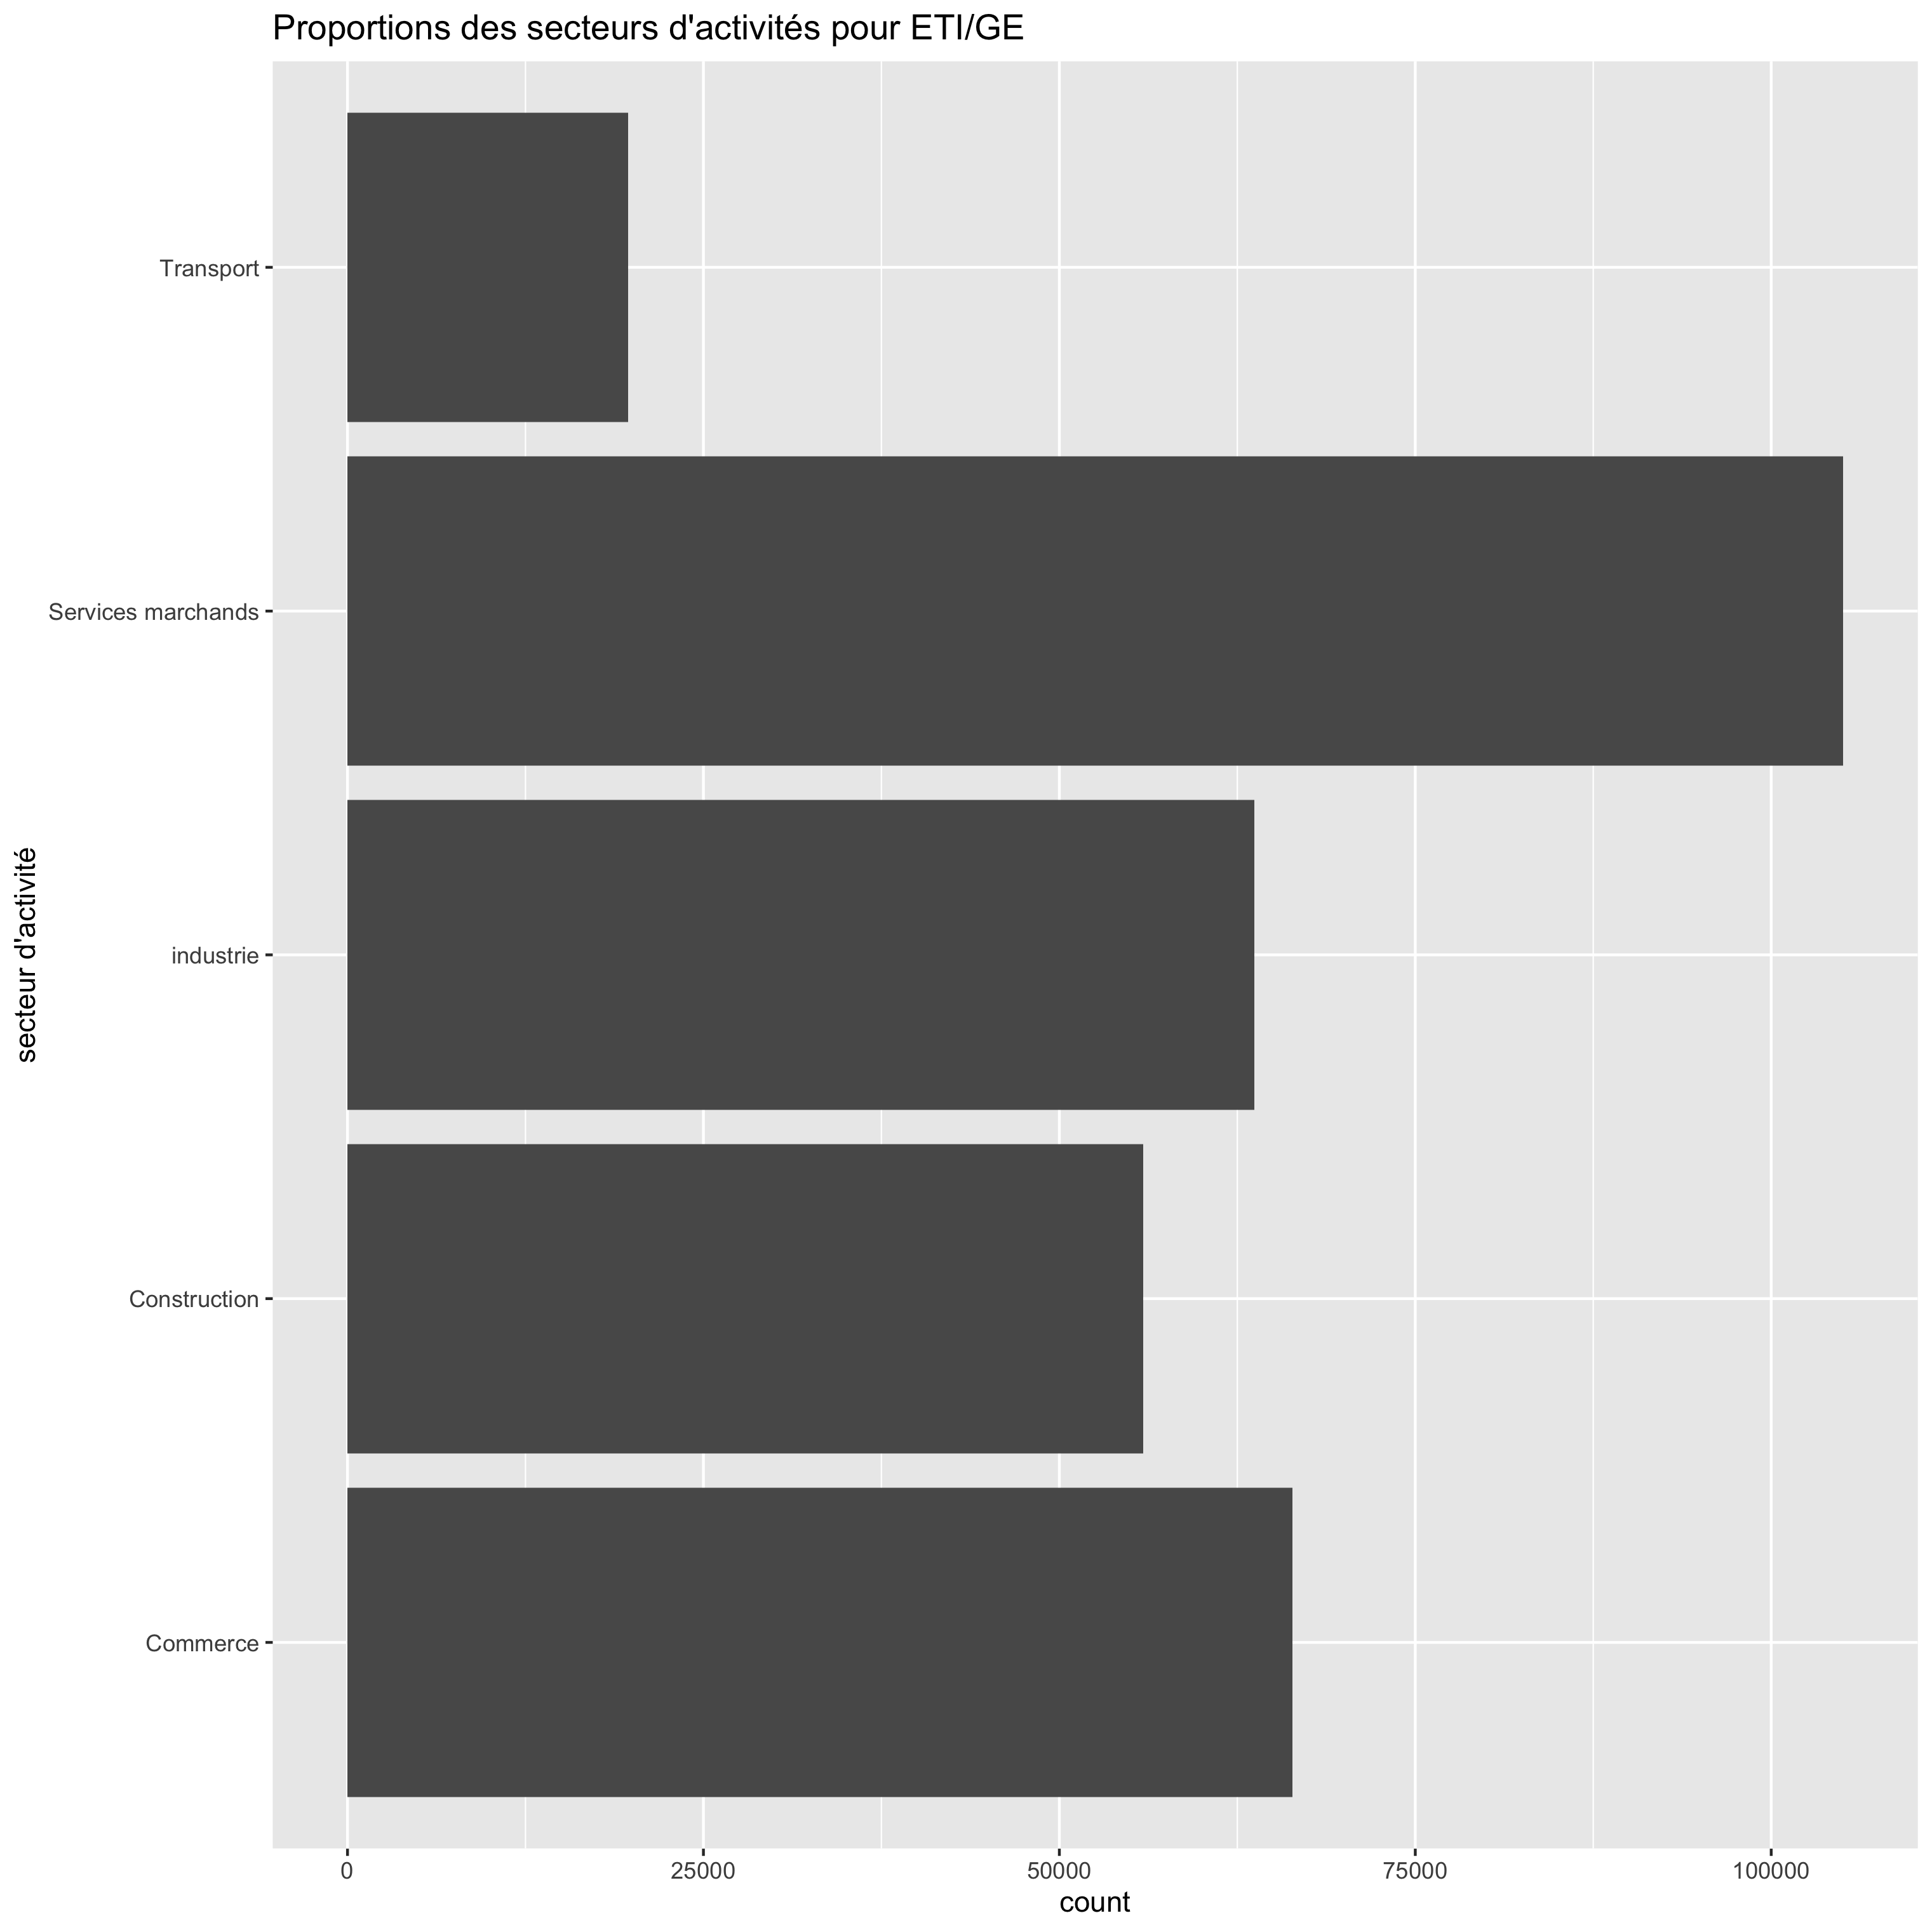 Proportions des secteurs d'activités pour ETI/GE
Transport
Services marchands
industrie
Construction
Commerce
secteur d'activité
0 25000 50000 75000 100000
count